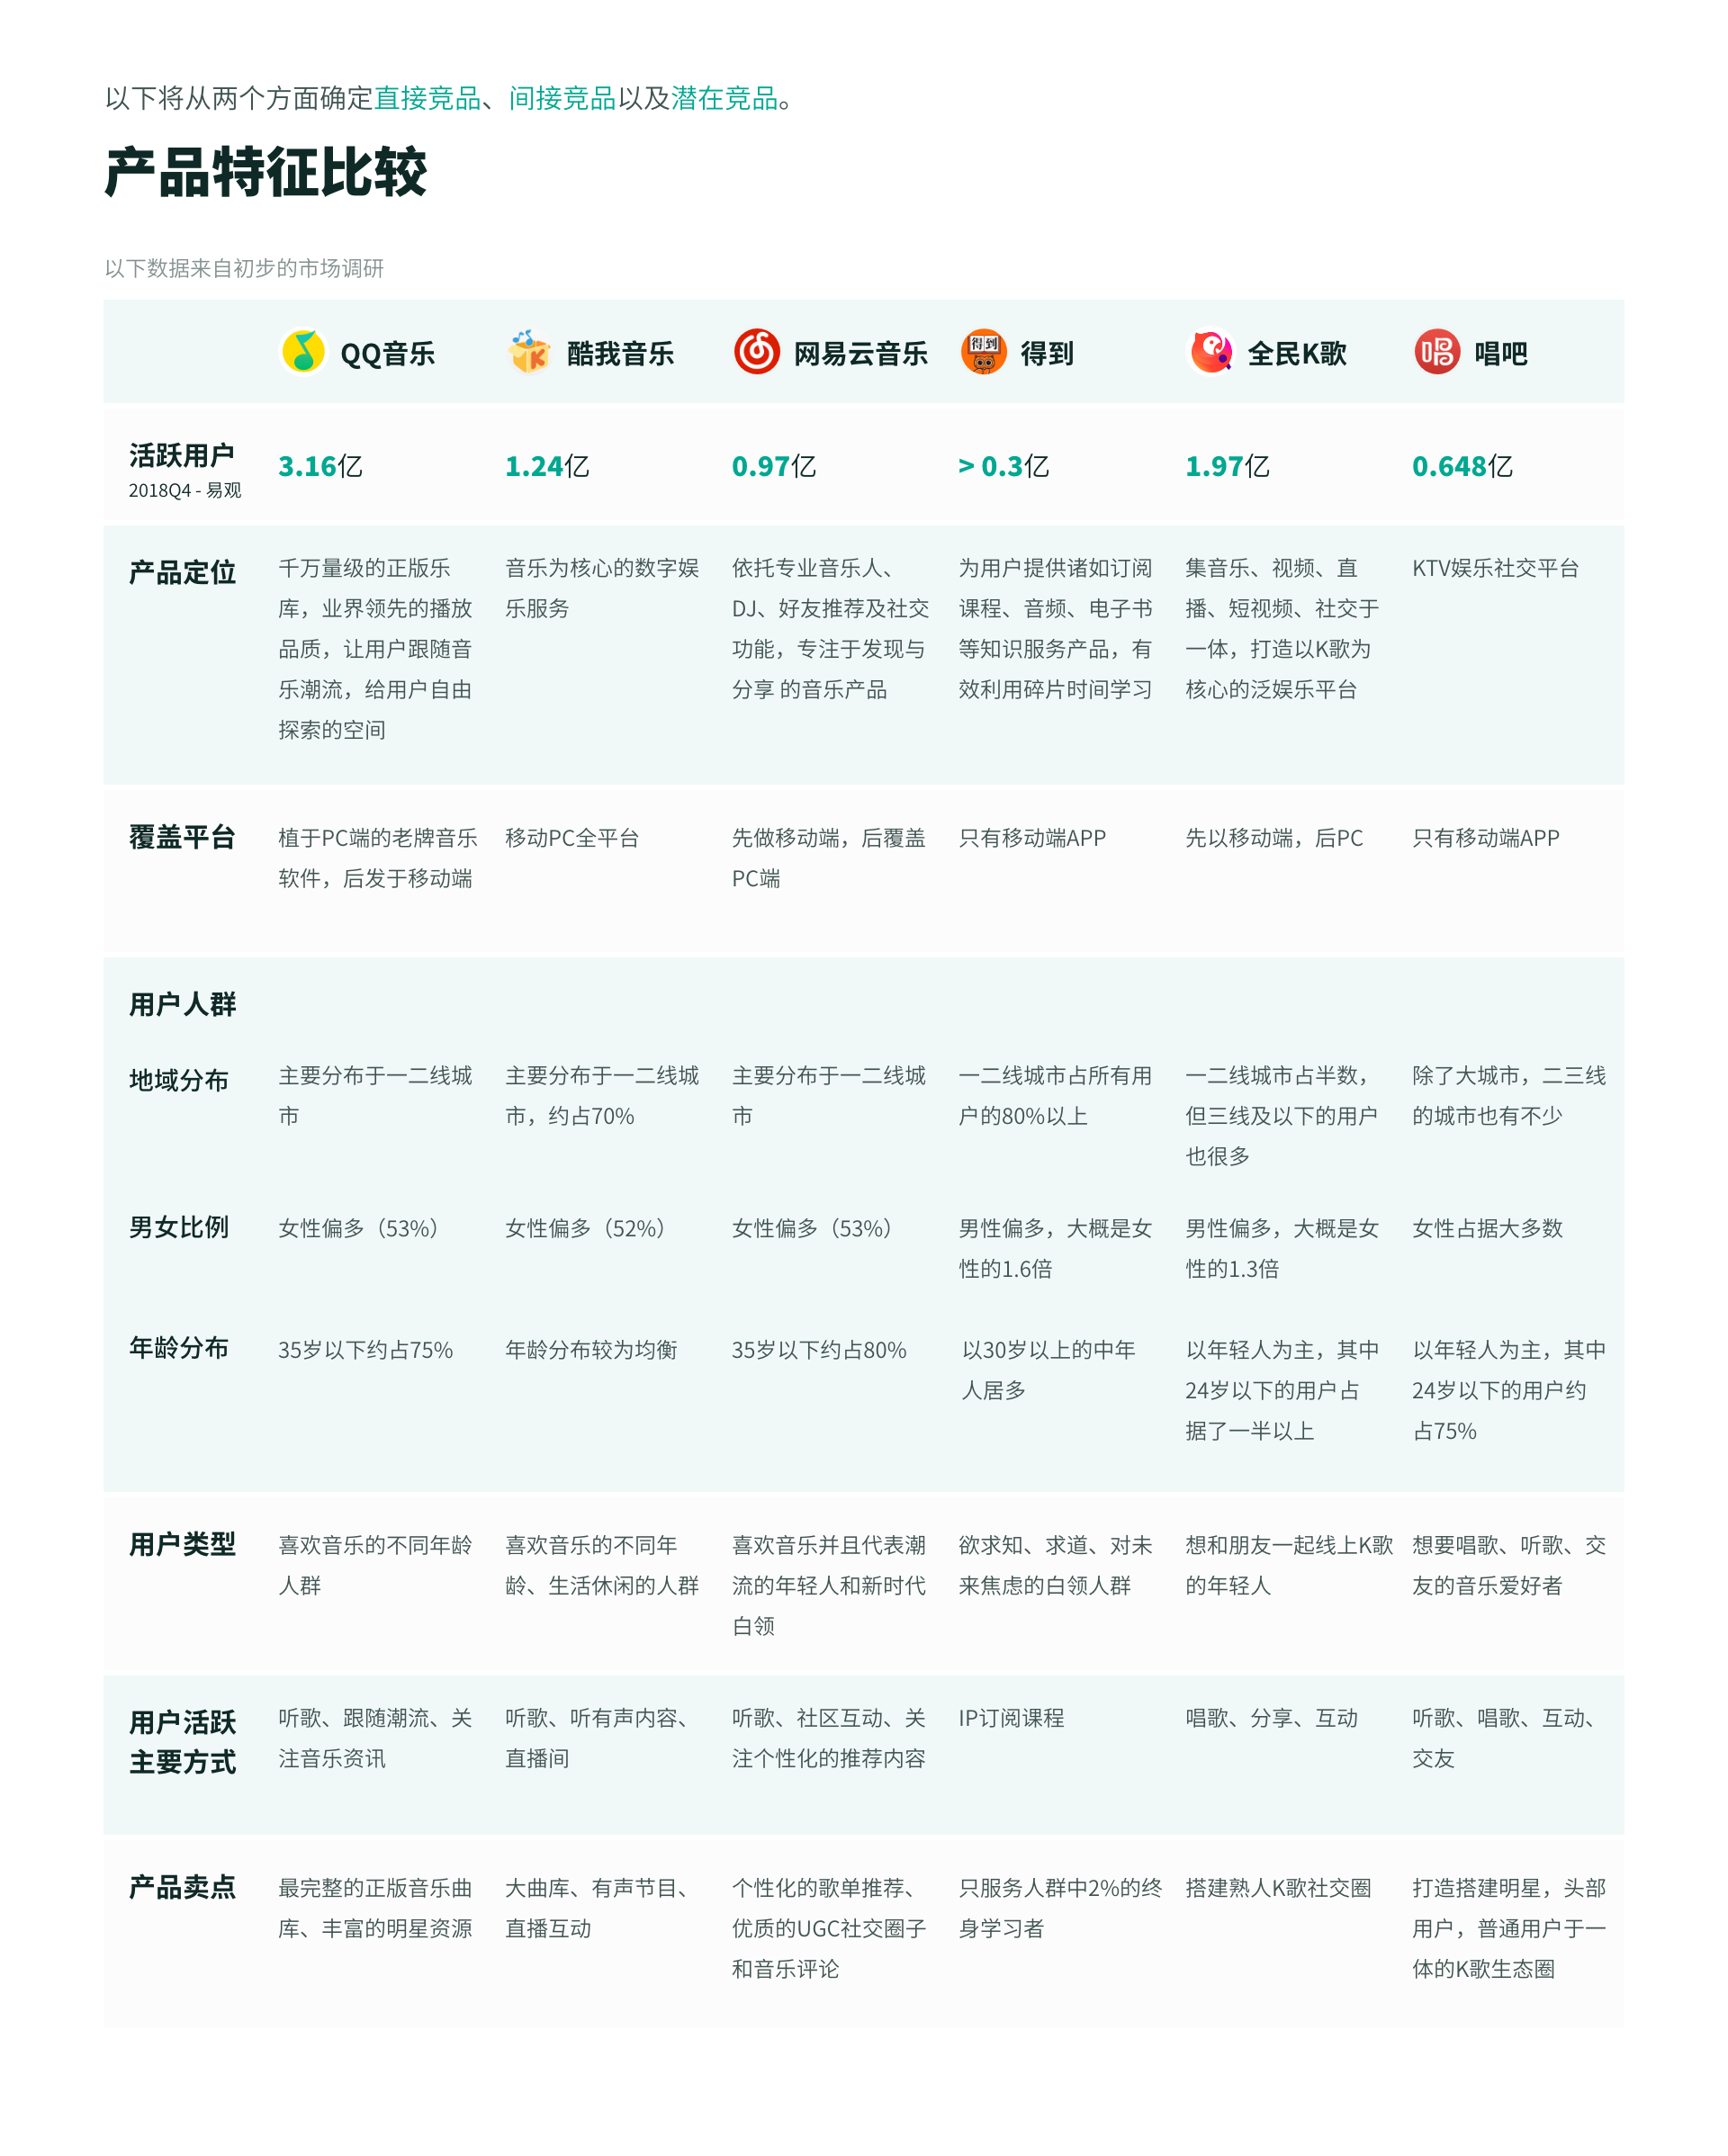 以下将从两个方面确定直接竞品、间接竞品以及潜在竞品。
产品特征比较
以下数据来自初步的市场调研
QQ音乐
酷我音乐
网易云音乐
得到
得到
全民K歌
唱
唱吧
活跃用户
2018Q4 - 易观
3.16亿
1.24亿
0.97亿
> 0.3亿
1.97亿
0.648亿
产品定位
千万量级的正版乐
库，业界领先的播放
品质，让用户跟随音
乐潮流，给用户自由
探索的空间
音乐为核心的数字娱
乐服务
依托专业音乐人、
DJ、好友推荐及社交
功能，专注于发现与
分享 的音乐产品
为用户提供诸如订阅
课程、音频、电子书
等知识服务产品，有
效利用碎片时间学习
集音乐、视频、直
播、短视频、社交于
一体，打造以K歌为
核心的泛娱乐平台
KTV娱乐社交平台
覆盖平台
植于PC端的老牌音乐
软件，后发于移动端
移动PC全平台
先做移动端，后覆盖
PC端
只有移动端APP
先以移动端，后PC
只有移动端APP
用户人群
地域分布
主要分布于一二线城
市
主要分布于一二线城
市，约占70%
主要分布于一二线城
市
一二线城市占所有用
户的80%以上
一二线城市占半数，
但三线及以下的用户
也很多
除了大城市，二三线
的城市也有不少
男女比例
女性偏多（53%）
女性偏多（52%）
女性偏多（53%）
男性偏多，大概是女
性的1.6倍
男性偏多，大概是女
性的1.3倍
女性占据大多数
年龄分布
35岁以下约占75%
年龄分布较为均衡
35岁以下约占80%
以30岁以上的中年
人居多
以年轻人为主，其中
24岁以下的用户占
据了一半以上
以年轻人为主，其中
24岁以下的用户约
占75%
用户类型
喜欢音乐的不同年龄
人群
喜欢音乐的不同年
龄、生活休闲的人群
喜欢音乐并且代表潮
流的年轻人和新时代
白领
欲求知、求道、对未
来焦虑的白领人群
想和朋友一起线上K歌
的年轻人
想要唱歌、听歌、交
友的音乐爱好者
用户活跃
主要方式
听歌、跟随潮流、关
注音乐资讯
听歌、听有声内容、
直播间
听歌、社区互动、关
注个性化的推荐内容
IP订阅课程
唱歌、分享、互动
听歌、唱歌、互动、
交友
产品卖点
最完整的正版音乐曲
库、丰富的明星资源
大曲库、有声节目、
直播互动
个性化的歌单推荐、
优质的UGC社交圈子
和音乐评论
只服务人群中2%的终
身学习者
搭建熟人K歌社交圈
打造搭建明星，头部
用户，普通用户于一
体的K歌生态圈